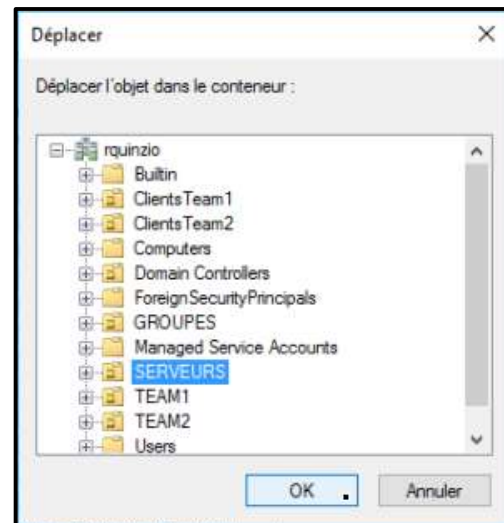 Déplacer
Déplacer l'objet dans le conteneur :
rquinzio
Builtin
ClientsTeam1
ClientsTeam2
Computers
Domain Controllers
ForeignSecurityPrincipals
GROUPES
Managed Service Accounts
SERVEURS
TEAM1
TEAM2
Users
OK
Annuler